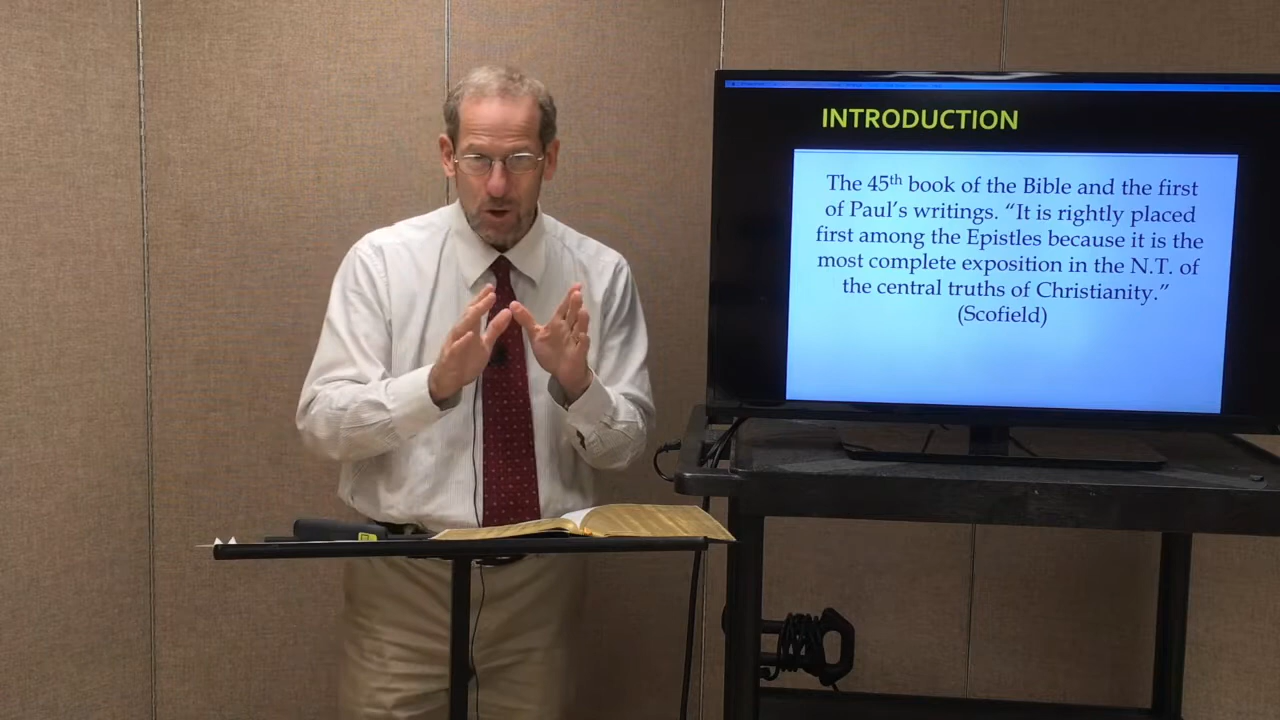 INTRODUCTION
The 45th book of the Bible and the first
of Paul's writings. “It is rightly placed
first among the Epistles because it is the
most complete exposition in the N.T. of
the central truths of Christianity.”
(Scofield)